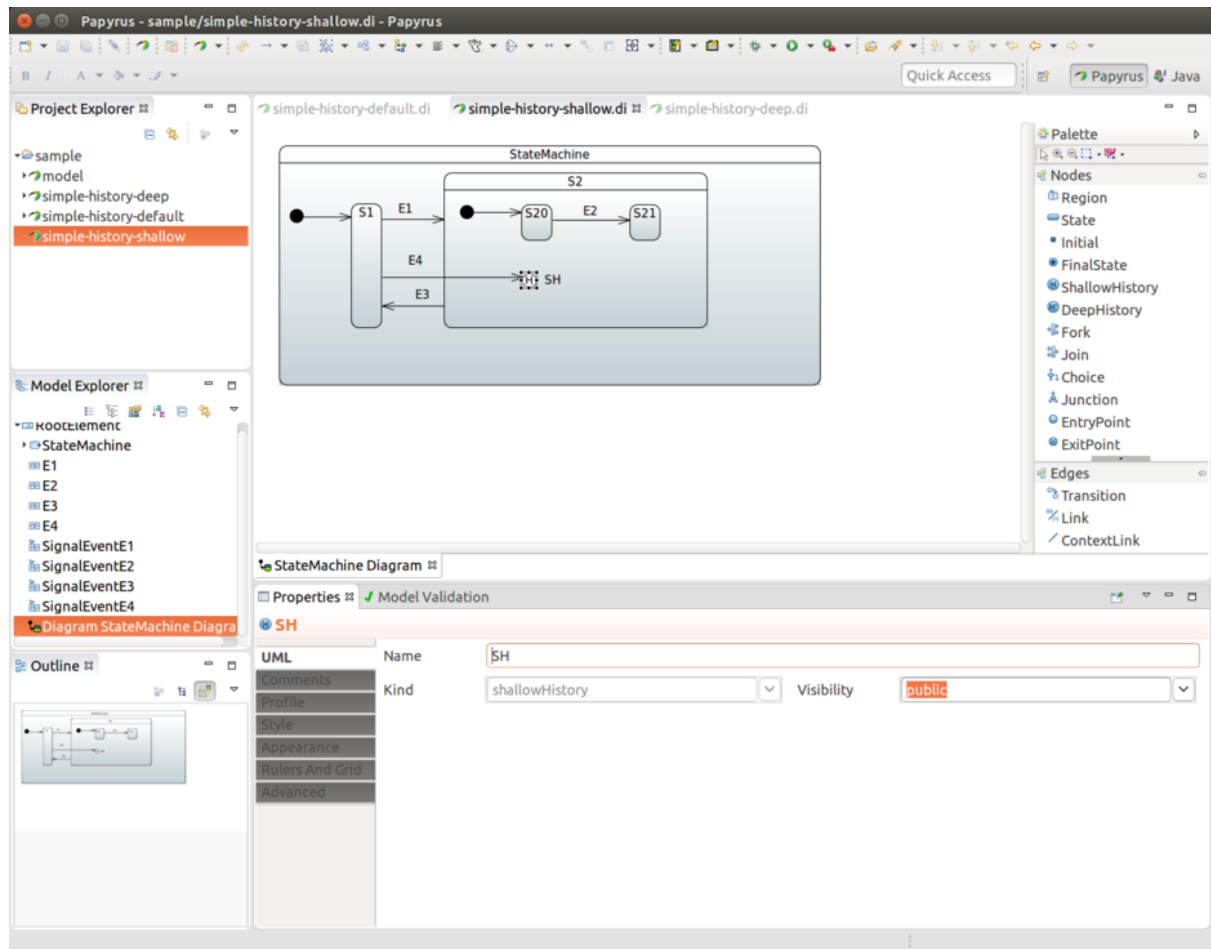 Papyrus - sample/simple-history-shallow.di - Papyrus
B I A
Quick Access
Papyrus
Java
Project Explorer
sample
model
simple-history-deep
simple-history-default
simple-history-shallow
Model Explorer
RootElement
StateMachine
E1
E2
E3
E4
SignalEventE1
SignalEventE2
SignalEventE3
SignalEventE4
Diagram StateMachine Diagra
Outline
simple-history-default.di
simple-history-shallow.di
simple-history-deep.di
StateMachine
S2
S1
E1
S20
E2
S21
E4
H
SH
E3
StateMachine Diagram
Palette
Nodes
Region
State
Initial
FinalState
ShallowHistory
DeepHistory
Fork
Join
Choice
Junction
EntryPoint
ExitPoint
Edges
Transition
Link
ContextLink
Properties
Model Validation
SH
UML
Comments
Profile
Style
Appearance
Rulers And Grid
Advanced
Name
SH
Kind
shallowHistory
Visibility
public